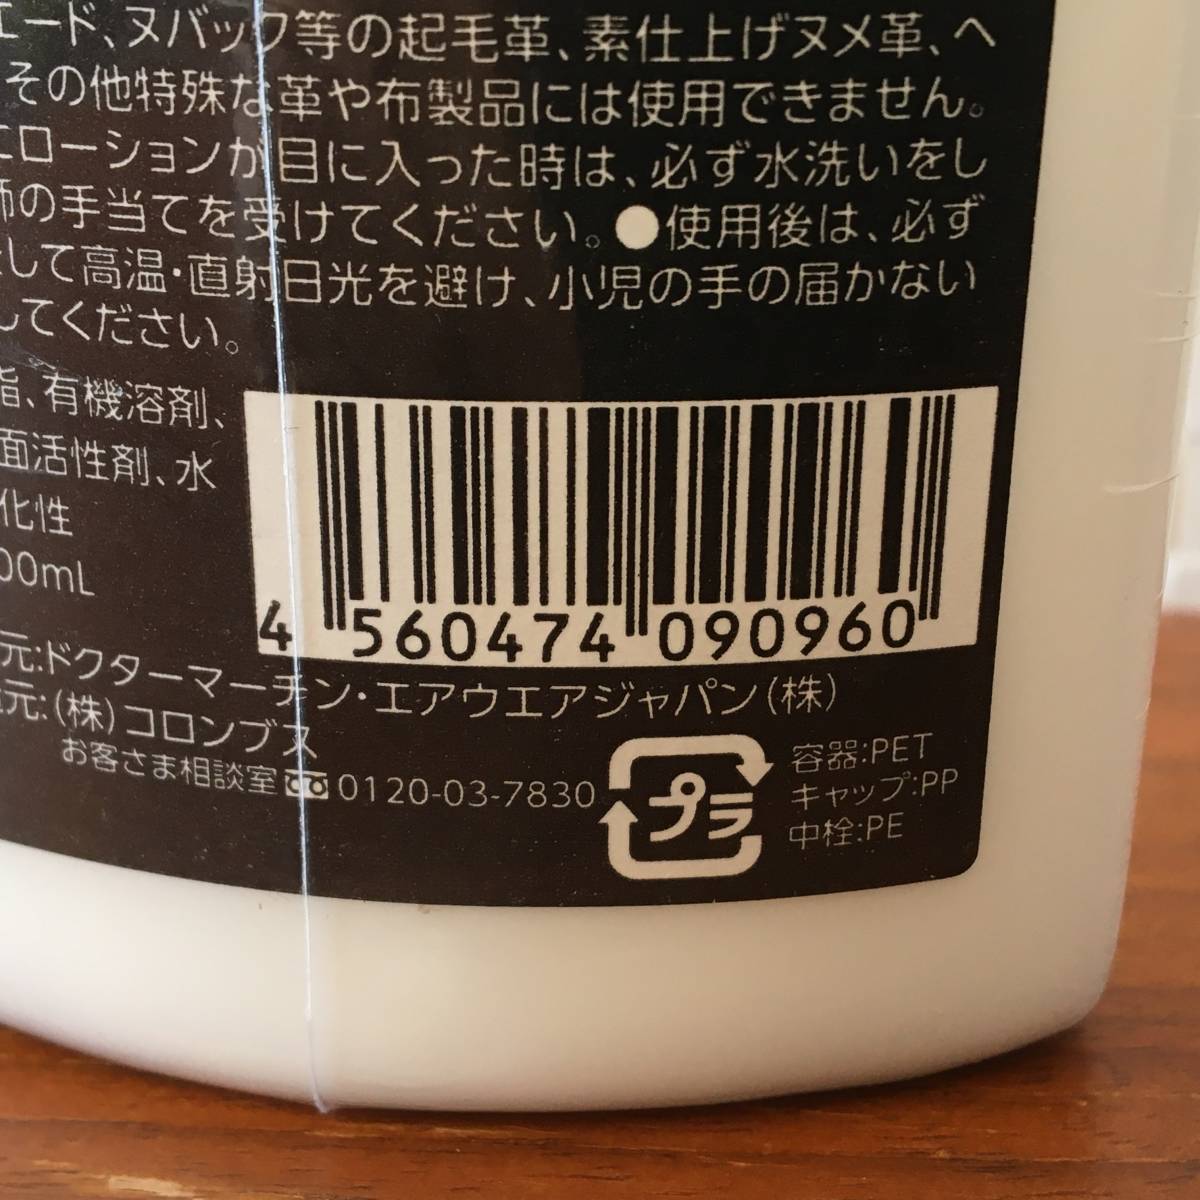 エード、ヌバック等の起毛革、素仕上げヌメ革、ヘ
その他特殊な革や布製品には使用できません。
にローションが目に入った時は、必ず水洗いをし
師の手当てを受けてください。●使用後は、必ず
して高温・直射日光を避け、小児の手の届かない
してください。
脂、有機溶剤、
面活性剤、水
化性
00mL
4 560474 090960
元:ドクターマーチン・エアウエアジャパン(株)
元:(株)コロンブス
お客さま相談室 0120-03-7830
プラ
容器:PET
キャップ:PP
中栓:PE